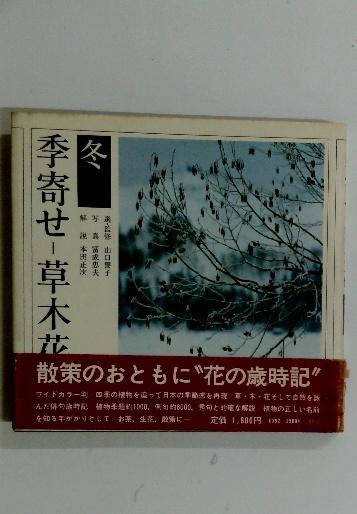 冬
季寄せ－草木花
選・監修 山口誓子
写真 冨成忠夫
解説 本田正次
散策のおともに〝花の歳時記〟
ワイドカラー判 四季の植物を追って日本の季節感を再現 草・木・花そして自然を詠
んだ俳句歳時記 植物季題約1000、例句約6000、秀句と的確な解説 植物の正しい名前
を知る手がかりとして お茶、生花、散策に─ 定価 1,800円